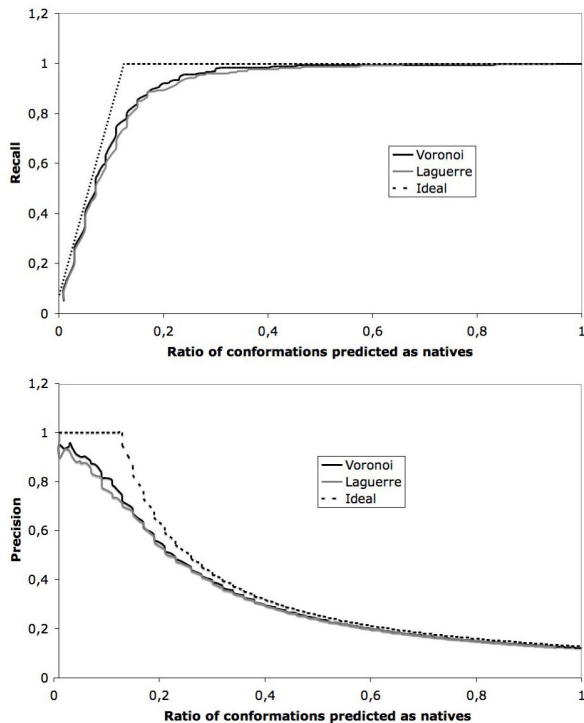 1,2
1
0,8
0,6
0,4
0,2
0
Recall
Voronoi
Laguerre
Ideal
0
0,2
0,4
0,6
0,8
1
Ratio of conformations predicted as natives
1,2
1
0,8
0,6
0,4
0,2
0
Precision
Voronoi
Laguerre
Ideal
0
0,2
0,4
0,6
0,8
1
Ratio of conformations predicted as natives